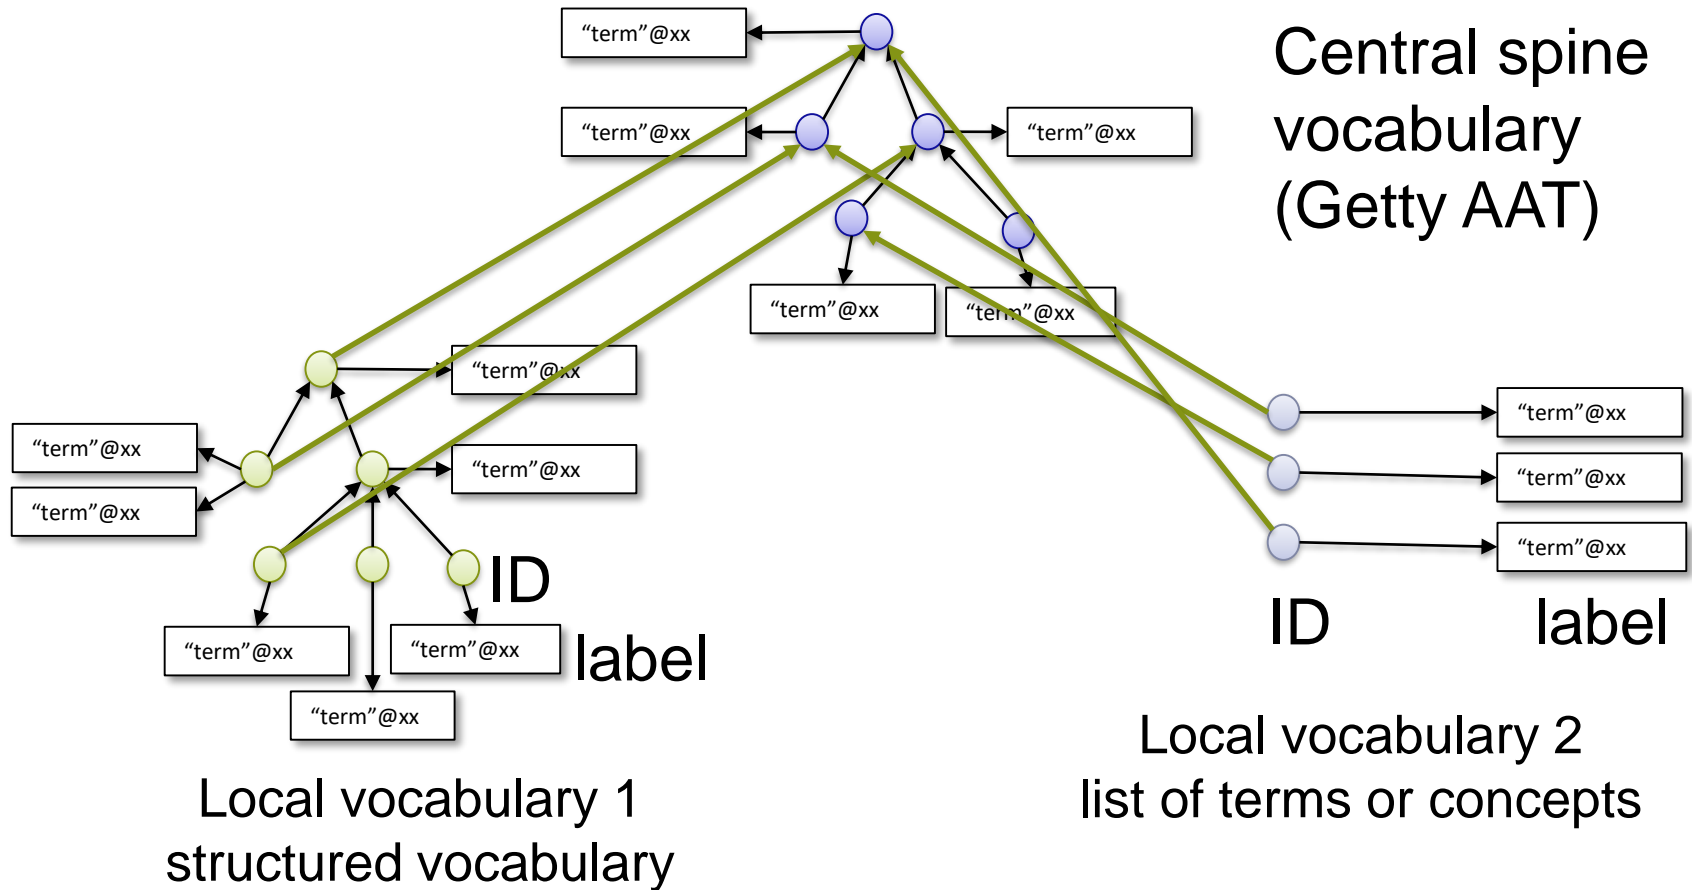 “term”@xx
Central spine
vocabulary
(Getty AAT)
“term”@xx
“term”@xx
“term”@xx
“term”@xx
“term”@xx
“term”@xx
“term”@xx
“term”@xx
“term”@xx
“term”@xx
“term”@xx
“term”@xx
ID
“term”@xx
“term”@xx
label
“term”@xx
ID
label
Local vocabulary 2
list of terms or concepts
Local vocabulary 1
structured vocabulary